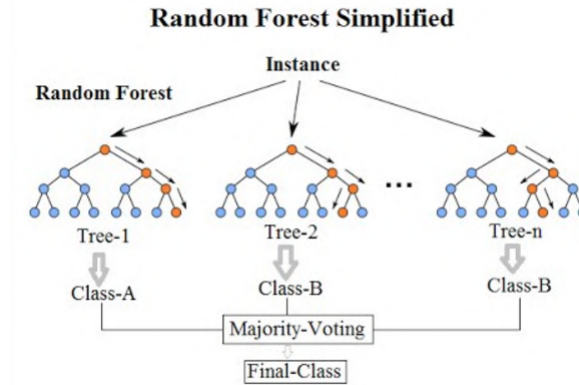 Random Forest Simplified
Instance
Random Forest
...
Tree-1 Tree-2 Tree-n
Class-A Class-B Class-B
Majority-Voting
Final-Class